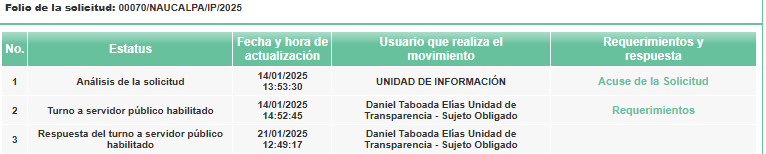 Folio de la solicitud: 00070/NAUCALPA/IP/2025
No. Estatus Fecha y hora de actualización Usuario que realiza el movimiento Requerimientos y respuesta
1 Análisis de la solicitud 14/01/2025 13:53:30 UNIDAD DE INFORMACIÓN Acuse de la Solicitud
2 Turno a servidor público habilitado 14/01/2025 14:52:45 Daniel Taboada Elías Unidad de Transparencia - Sujeto Obligado Requerimientos
3 Respuesta del turno a servidor público habilitado 21/01/2025 12:49:17 Daniel Taboada Elías Unidad de Transparencia - Sujeto Obligado